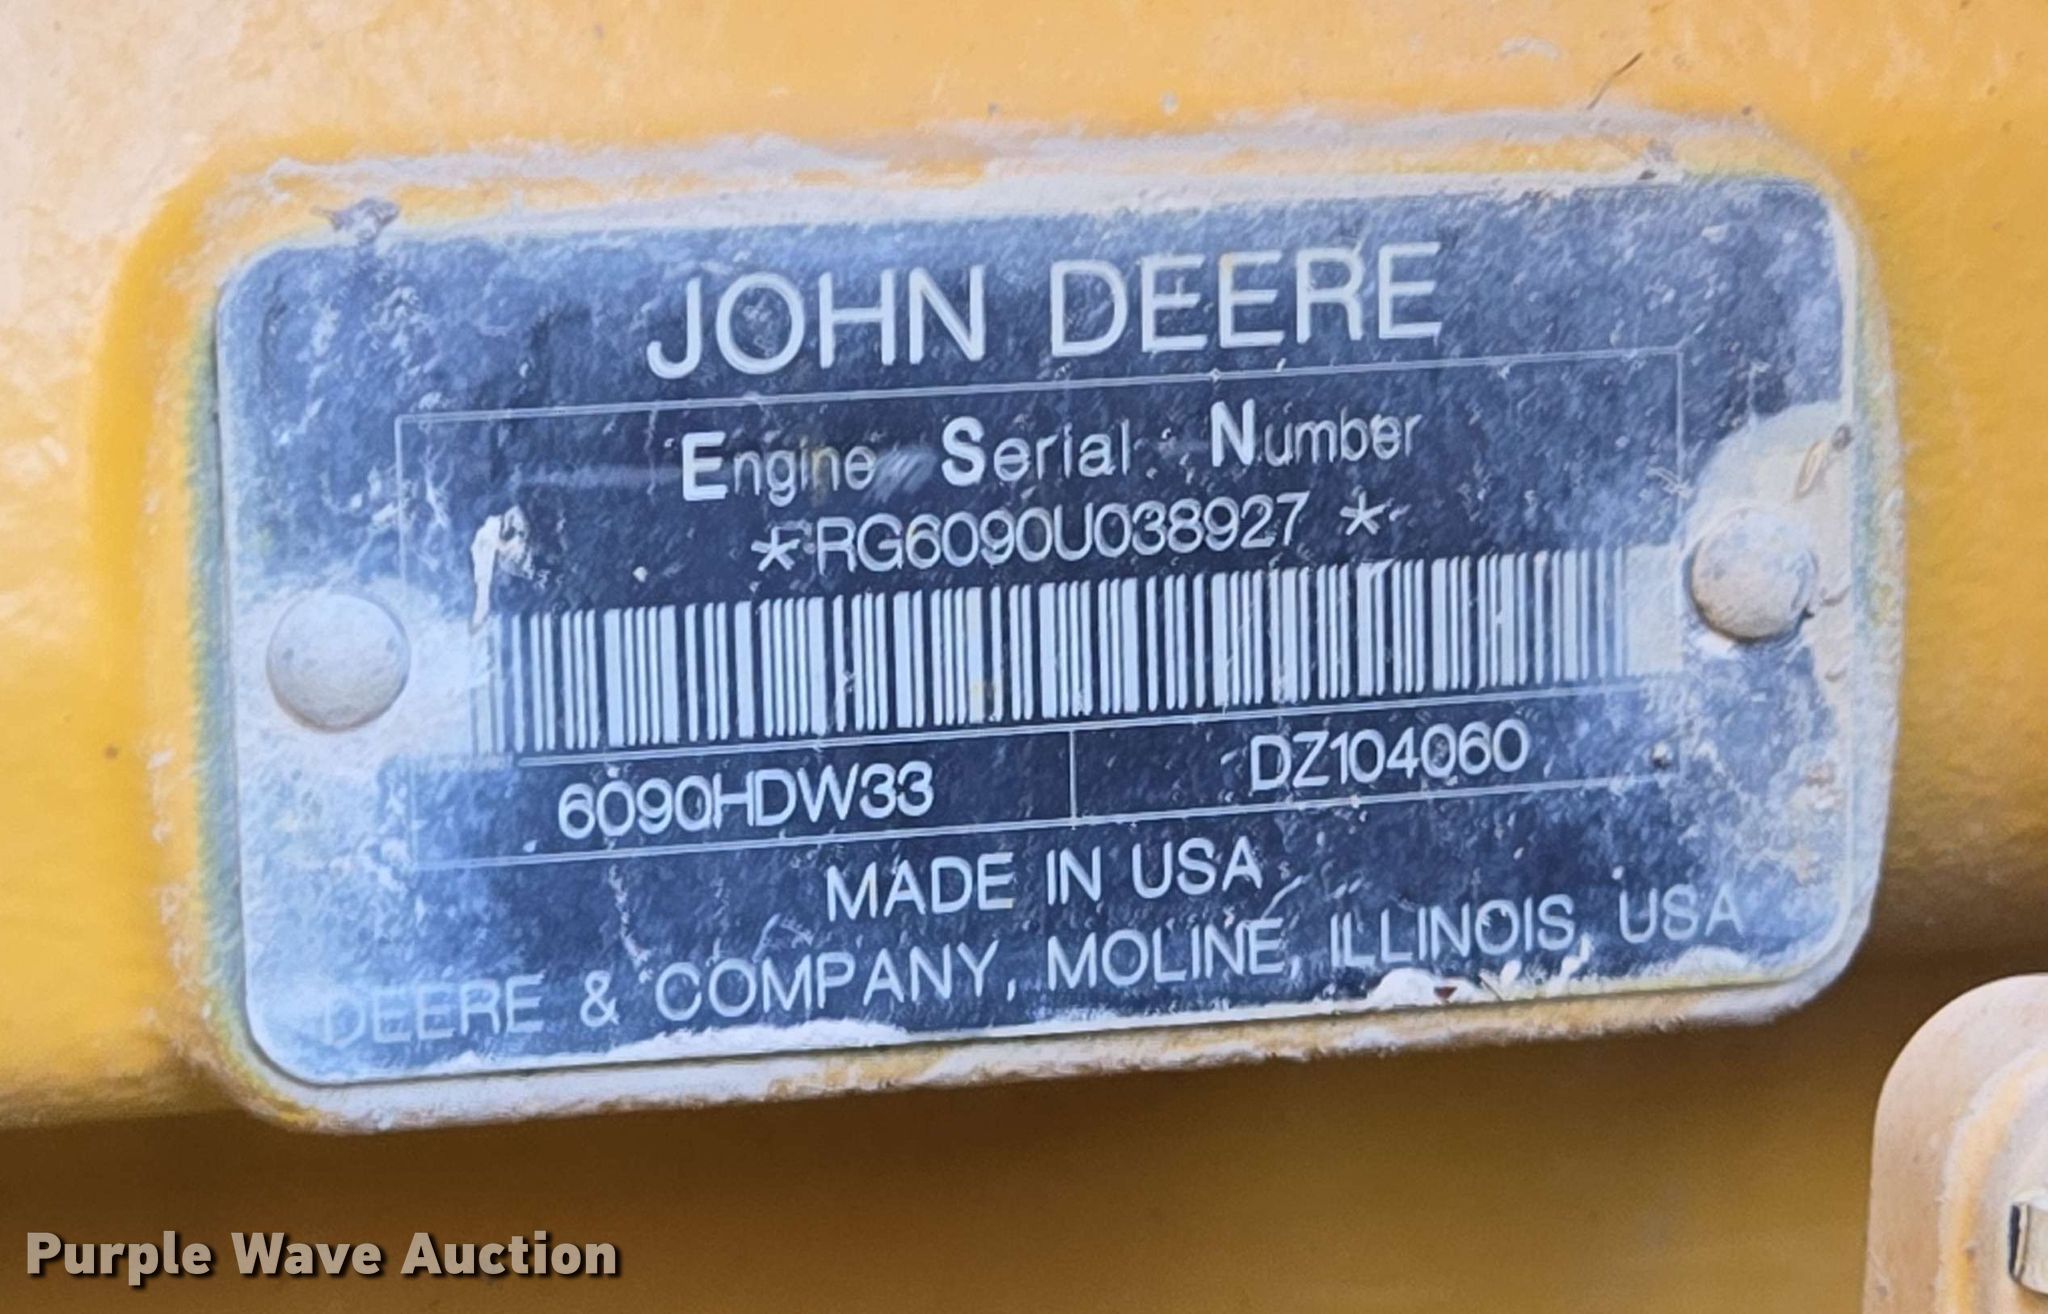 JOHN DEERE
Engine Serial Number
*RG6090U038927 *
6090HDW33
DZ104060
MADE IN USA
DEERE & COMPANY, MOLINE, ILLINOIS, USA
Purple Wave Auction